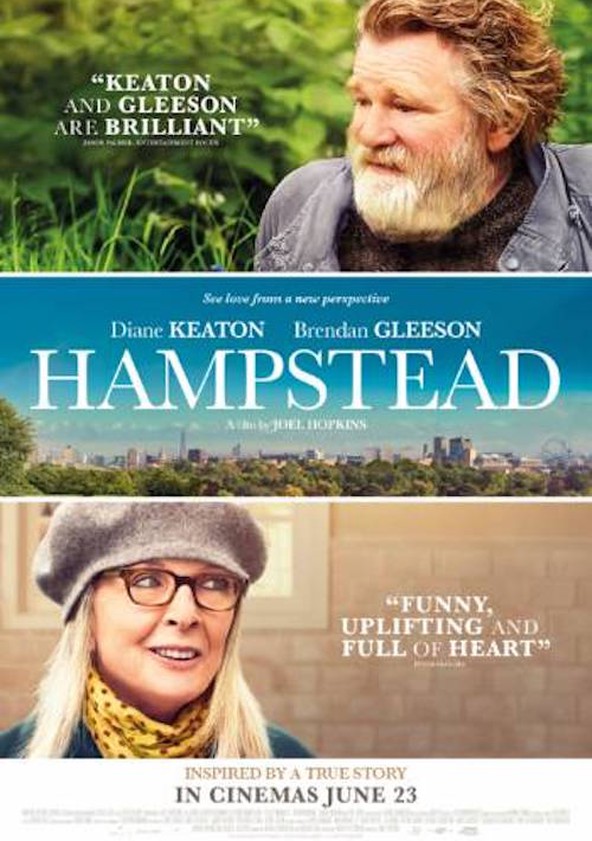 “KEATON
AND GLEESON
ARE BRILLIANT”
See love from a new perspective
Diane KEATON Brendan GLEESON
HAMPSTEAD
A film by JOEL HOPKINS
“FUNNY,
UPLIFTING AND
FULL OF HEART”
INSPIRED BY A TRUE STORY
IN CINEMAS JUNE 23